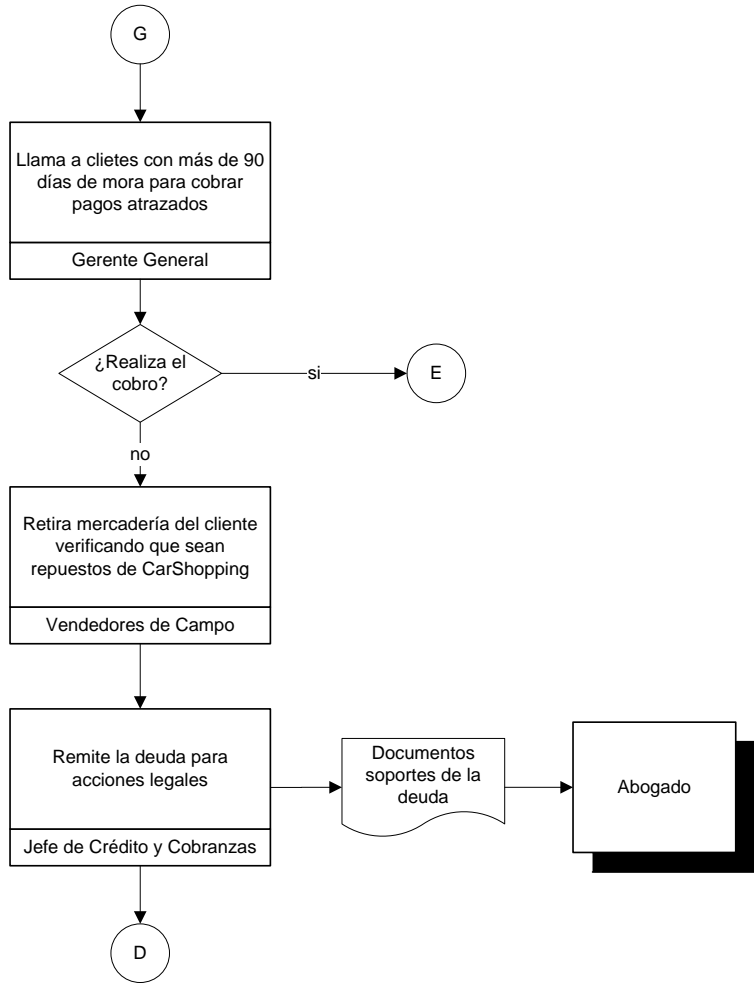 G
Llama a clietes con más de 90
días de mora para cobrar
pagos atrazados
Gerente General
¿Realiza el
cobro?
si
E
no
Retira mercadería del cliente
verificando que sean
repuestos de CarShopping
Vendedores de Campo
Remite la deuda para
acciones legales
Jefe de Crédito y Cobranzas
Documentos
soportes de la
deuda
Abogado
D